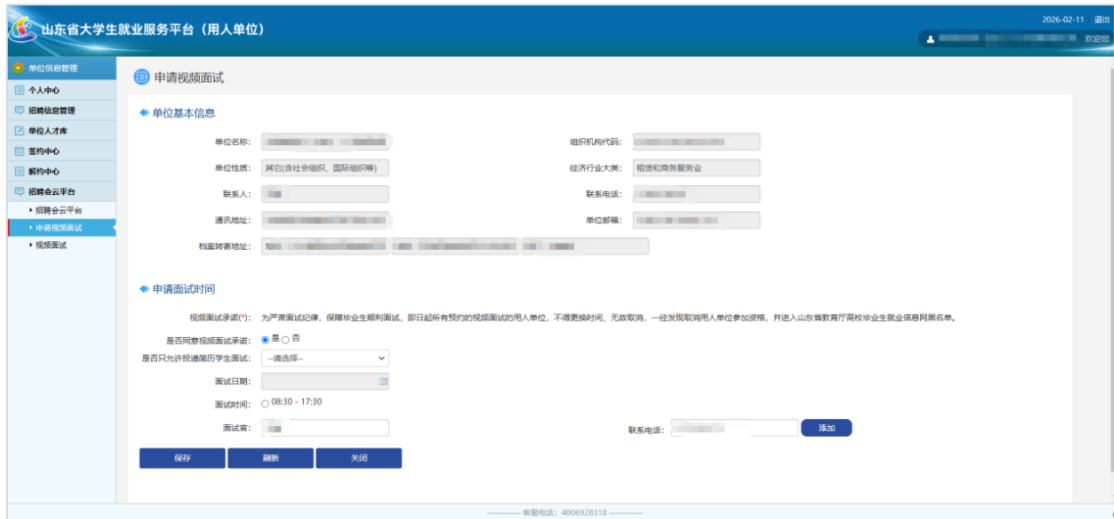 2026-02-11 退出
山东省大学生就业服务平台（用人单位）
欢迎您
单位信息管理
个人中心
招聘信息管理
单位人才库
签约中心
解约中心
招聘会云平台
招聘会云平台
申请视频面试
视频面试
申请视频面试
单位基本信息
单位名称： 组织机构代码：
单位性质： 其它(含社会组织、国际组织等) 经济行业大类： 租赁和商务服务业
联系人： 联系电话：
通讯地址： 单位邮箱：
档案转寄地址：
申请面试时间
视频面试承诺(*)： 为严肃面试纪律，保障毕业生顺利面试，即日起所有预约的视频面试的用人单位，不得更换时间，无故取消，一经发现取消用人单位参加资格，并进入山东省教育厅高校毕业生就业信息网黑名单。
是否同意视频面试承诺： 是 否
是否只允许投递简历学生面试： --请选择--
面试日期：
面试时间： 08:30 - 17:30
面试官： 联系电话： 添加
保存 刷新 关闭
客服电话：4006928318